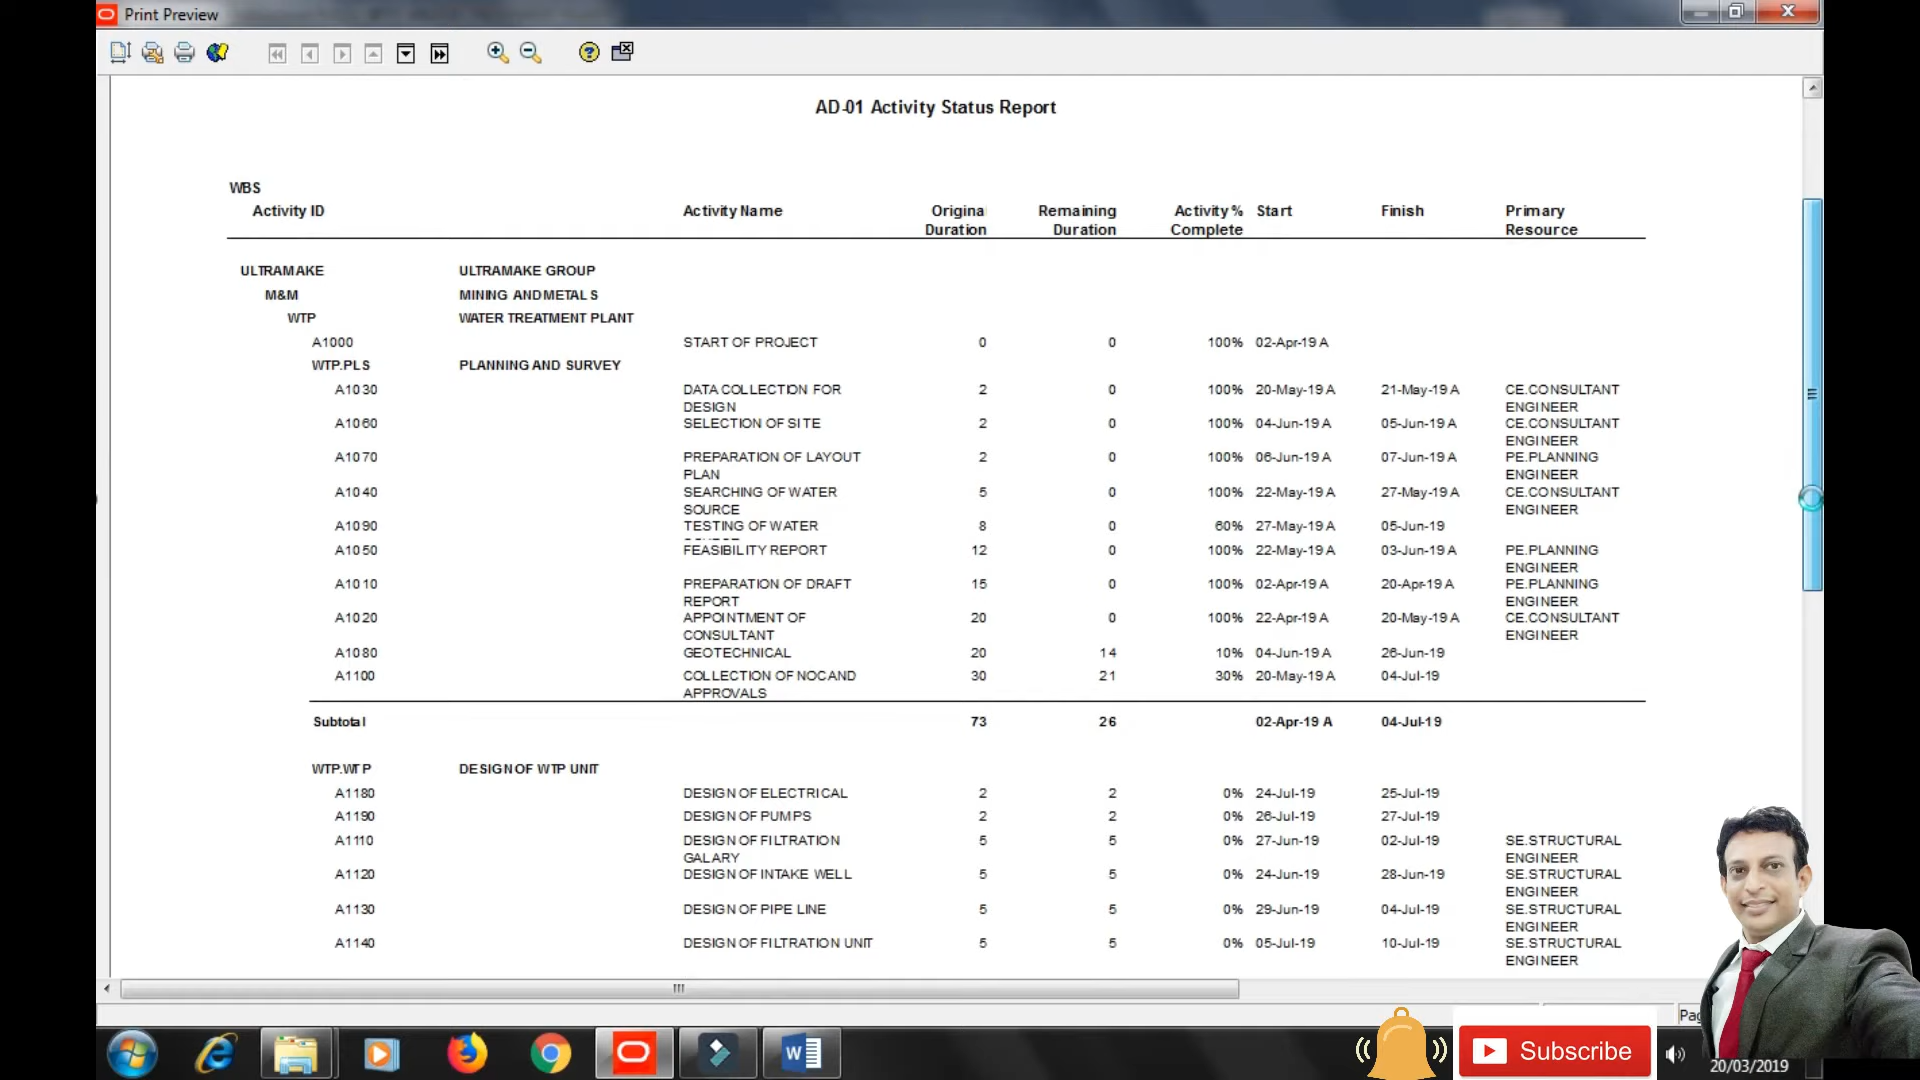 Print Preview
AD-01 Activity Status Report
WBS
Activity ID Activity Name Origina Duration Remaining Duration Activity % Complete Start Finish Primary Resource
ULTRAMAKE ULTRAMAKE GROUP
M&M MINING AND METALS
WTP WATER TREATMENT PLANT
A1000 START OF PROJECT 0 0 100% 02-Apr-19 A
WTP.PLS PLANNING AND SURVEY
A1030 DATA COLLECTION FOR DESIGN 2 0 100% 20-May-19 A 21-May-19 A CE.CONSULTANT ENGINEER
A1060 SELECTION OF SITE 2 0 100% 04-Jun-19 A 05-Jun-19 A CE.CONSULTANT ENGINEER
A1070 PREPARATION OF LAYOUT PLAN 2 0 100% 06-Jun-19 A 07-Jun-19 A PE.PLANNING ENGINEER
A1040 SEARCHING OF WATER SOURCE 5 0 100% 22-May-19 A 27-May-19 A CE.CONSULTANT ENGINEER
A1090 TESTING OF WATER 8 0 60% 27-May-19 A 05-Jun-19
A1050 FEASIBILITY REPORT 12 0 100% 22-May-19 A 03-Jun-19 A PE.PLANNING ENGINEER
A1010 PREPARATION OF DRAFT REPORT 15 0 100% 02-Apr-19 A 20-Apr-19 A PE.PLANNING ENGINEER
A1020 APPOINTMENT OF CONSULTANT 20 0 100% 22-Apr-19 A 20-May-19 A CE.CONSULTANT ENGINEER
A1080 GEOTECHNICAL 20 14 10% 04-Jun-19 A 26-Jun-19
A1100 COLLECTION OF NOC AND APPROVALS 30 21 30% 20-May-19 A 04-Jul-19
Subtotal 73 26 02-Apr-19 A 04-Jul-19
WTP.WTP DESIGN OF WTP UNIT
A1180 DESIGN OF ELECTRICAL 2 2 0% 24-Jul-19 25-Jul-19
A1190 DESIGN OF PUMPS 2 2 0% 26-Jul-19 27-Jul-19
A1110 DESIGN OF FILTRATION GALARY 5 5 0% 27-Jun-19 02-Jul-19 SE.STRUCTURAL ENGINEER
A1120 DESIGN OF INTAKE WELL 5 5 0% 24-Jun-19 28-Jun-19 SE.STRUCTURAL ENGINEER
A1130 DESIGN OF PIPE LINE 5 5 0% 29-Jun-19 04-Jul-19 SE.STRUCTURAL ENGINEER
A1140 DESIGN OF FILTRATION UNIT 5 5 0% 05-Jul-19 10-Jul-19 SE.STRUCTURAL ENGINEER
Subscribe
20/03/2019